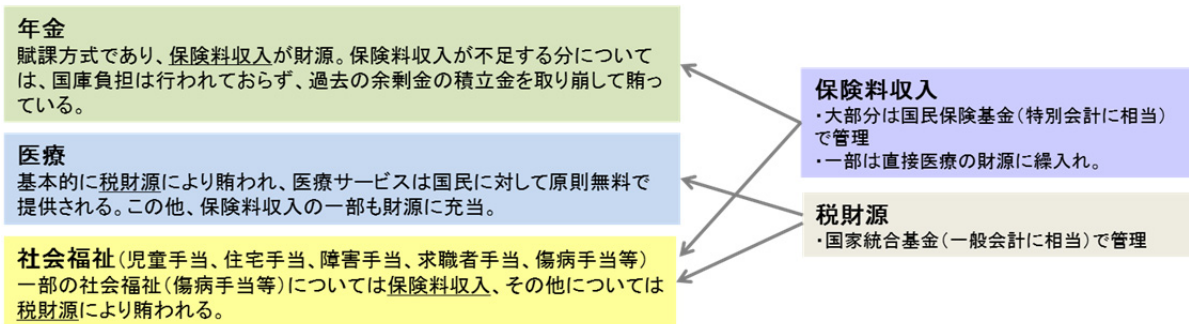 年金
賦課方式であり、保険料収入が財源。保険料収入が不足する分について
は、国庫負担は行われておらず、過去の余剰金の積立金を取り崩して賄っ
ている。
医療
基本的に税財源により賄われ、医療サービスは国民に対して原則無料で
提供される。この他、保険料収入の一部も財源に充当。
社会福祉(児童手当、住宅手当、障害手当、求職者手当、傷病手当等)
一部の社会福祉(傷病手当等)については保険料収入、その他については
税財源により賄われる。
保険料収入
・大部分は国民保険基金(特別会計に相当)
で管理
・一部は直接医療の財源に繰入れ。
税財源
・国家統合基金(一般会計に相当)で管理